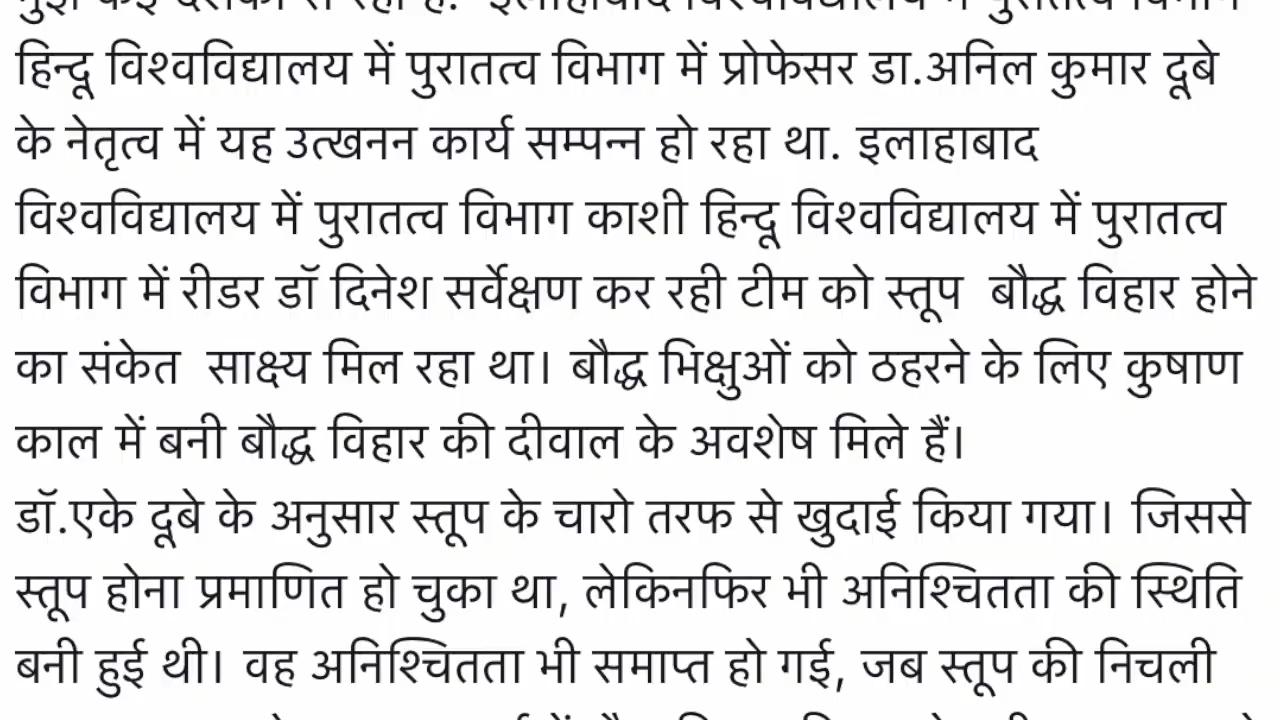 हिन्दू विश्वविद्यालय में पुरातत्व विभाग में प्रोफेसर डा.अनिल कुमार दूबे
के नेतृत्व में यह उत्खनन कार्य सम्पन्न हो रहा था. इलाहाबाद
विश्वविद्यालय में पुरातत्व विभाग काशी हिन्दू विश्वविद्यालय में पुरातत्व
विभाग में रीडर डॉ दिनेश सर्वेक्षण कर रही टीम को स्तूप  बौद्ध विहार होने
का संकेत  साक्ष्य मिल रहा था। बौद्ध भिक्षुओं को ठहरने के लिए कुषाण
काल में बनी बौद्ध विहार की दीवाल के अवशेष मिले हैं।
डॉ.एके दूबे के अनुसार स्तूप के चारो तरफ से खुदाई किया गया। जिससे
स्तूप होना प्रमाणित हो चुका था, लेकिनफिर भी अनिश्चितता की स्थिति
बनी हुई थी। वह अनिश्चितता भी समाप्त हो गई, जब स्तूप की निचली